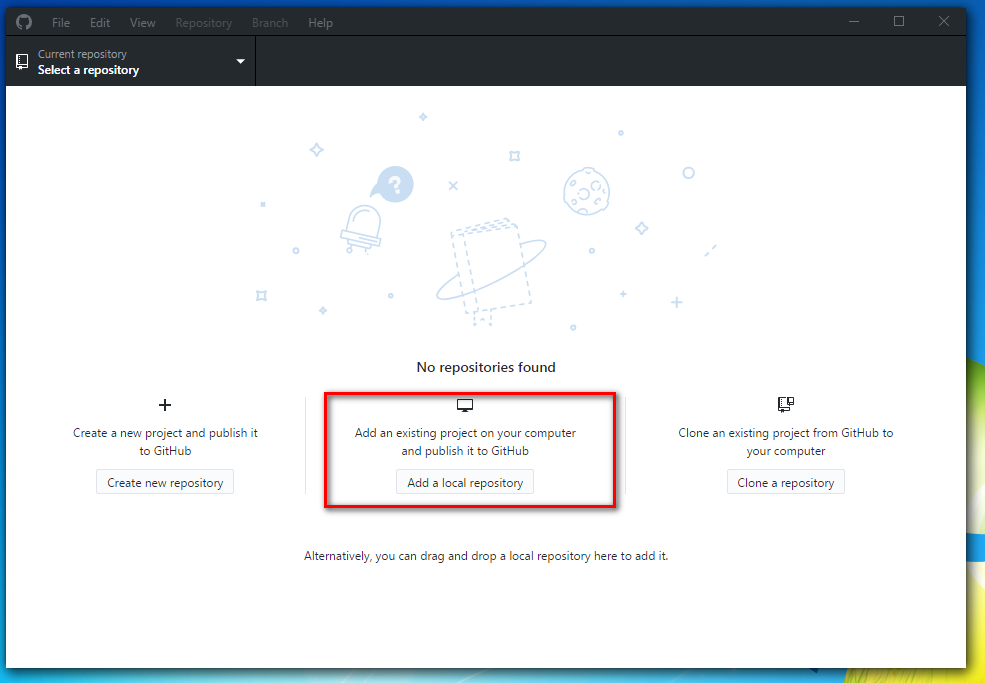 File Edit View Repository Branch Help
Current repository
Select a repository
?
No repositories found
Create a new project and publish it
to GitHub
Create new repository
Add an existing project on your computer
and publish it to GitHub
Add a local repository
Clone an existing project from GitHub to
your computer
Clone a repository
Alternatively, you can drag and drop a local repository here to add it.